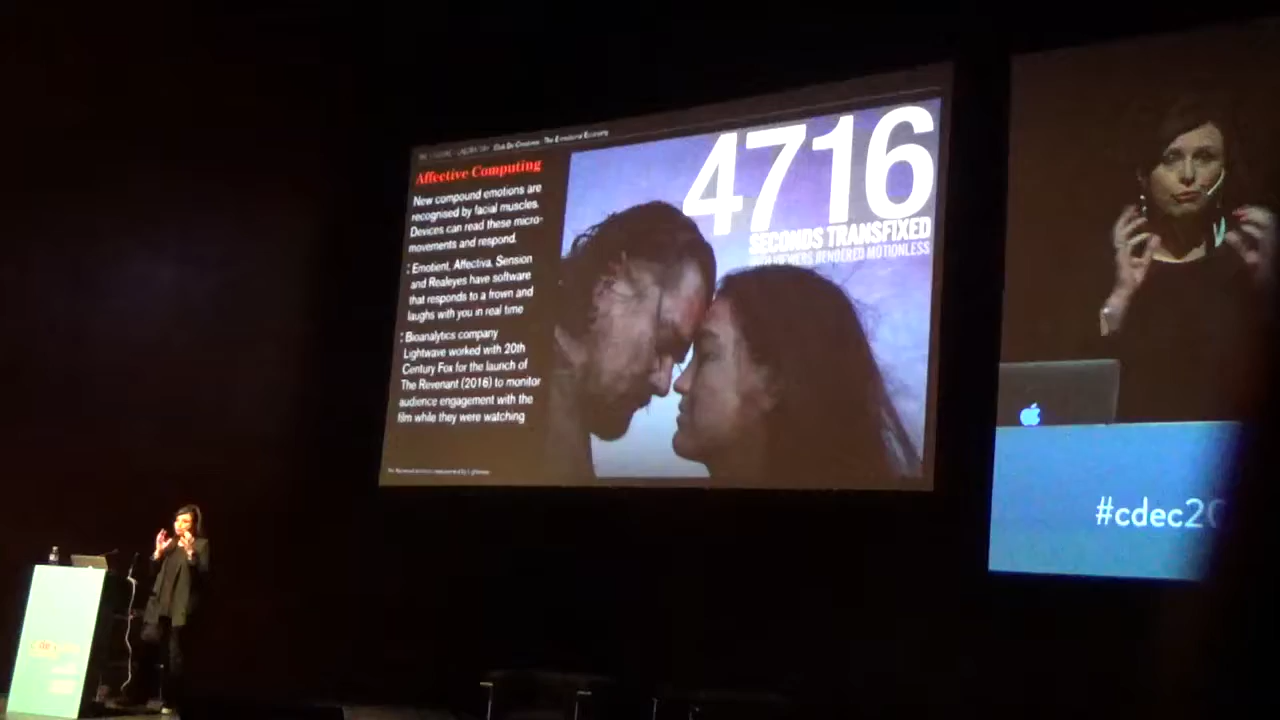 Club De Creativos : The Emotional Economy
Affective Computing
New compound emotions are
recognised by facial muscles.
Devices can read these micro-
movements and respond.
: Emotient, Affectiva, Sension
and Realeyes have software
that responds to a frown and
laughs with you in real time
: Bioanalytics company
Lightwave worked with 20th
Century Fox for the launch of
The Revenant (2016) to monitor
audience engagement with the
film while they were watching
4716
SECONDS TRANSFIXED
VIEWERS RENDERED MOTIONLESS
#cdec20